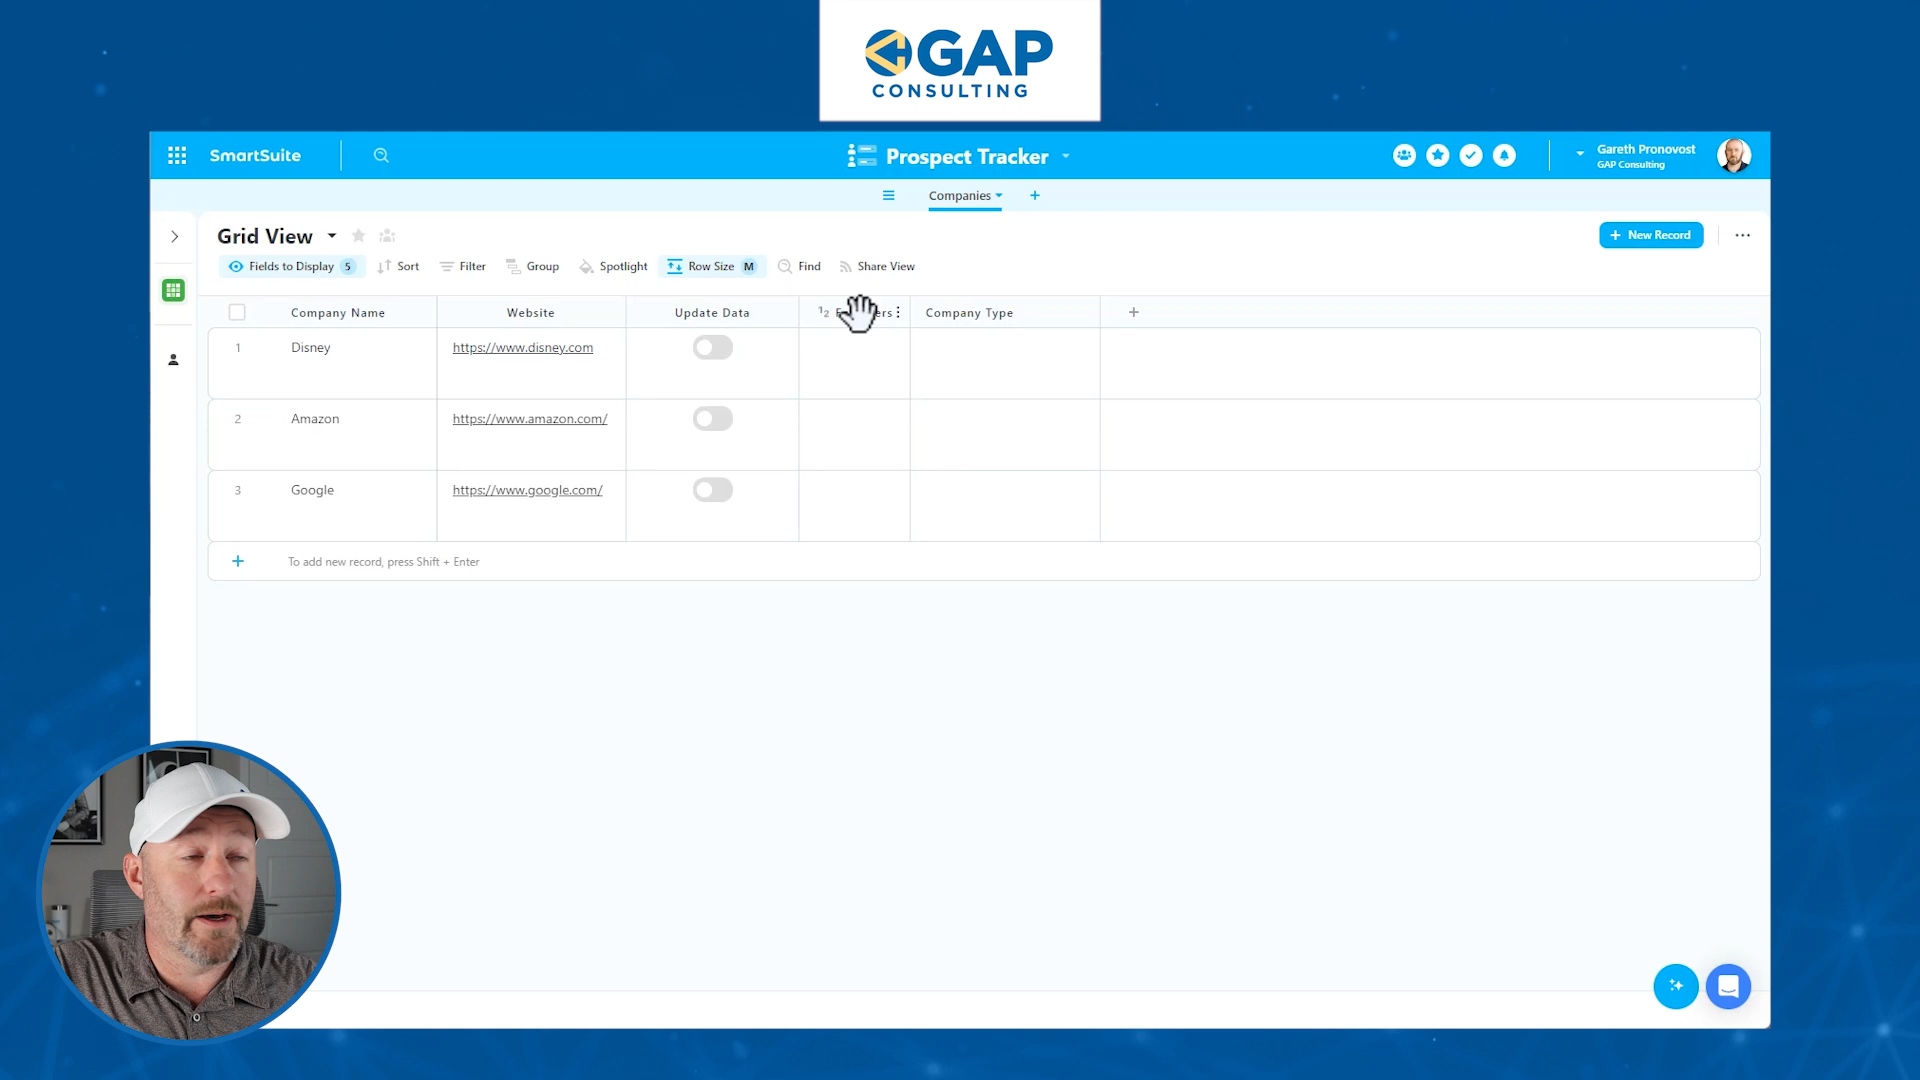 GAP
CONSULTING
SmartSuite
Prospect Tracker
Gareth Pronovost
GAP Consulting
Companies
Grid View
+ New Record
Fields to Display 5
Sort
Filter
Group
Spotlight
Row Size M
Find
Share View
Company Name
Website
Update Data
Company Type
1 Disney https://www.disney.com
2 Amazon https://www.amazon.com/
3 Google https://www.google.com/
+ To add new record, press Shift + Enter